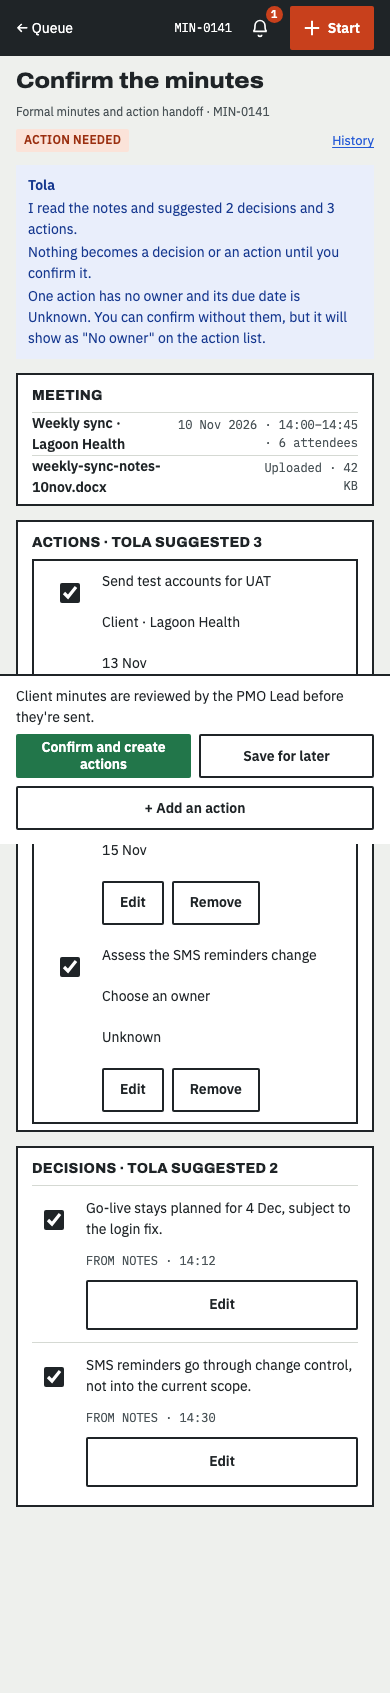 ← Queue
MIN-0141
1
+ Start
Confirm the minutes
Formal minutes and action handoff · MIN-0141
ACTION NEEDED
History
Tola
I read the notes and suggested 2 decisions and 3
actions.
Nothing becomes a decision or an action until you
confirm it.
One action has no owner and its due date is
Unknown. You can confirm without them, but it will
show as "No owner" on the action list.
MEETING
Weekly sync ·
Lagoon Health
10 Nov 2026 · 14:00–14:45
· 6 attendees
weekly-sync-notes-
10nov.docx
Uploaded · 42
KB
ACTIONS · TOLA SUGGESTED 3
Send test accounts for UAT
Client · Lagoon Health
13 Nov
Client minutes are reviewed by the PMO Lead before
they're sent.
Confirm and create
actions
Save for later
+ Add an action
15 Nov
Edit
Remove
Assess the SMS reminders change
Choose an owner
Unknown
Edit
Remove
DECISIONS · TOLA SUGGESTED 2
Go-live stays planned for 4 Dec, subject to
the login fix.
FROM NOTES · 14:12
Edit
SMS reminders go through change control,
not into the current scope.
FROM NOTES · 14:30
Edit